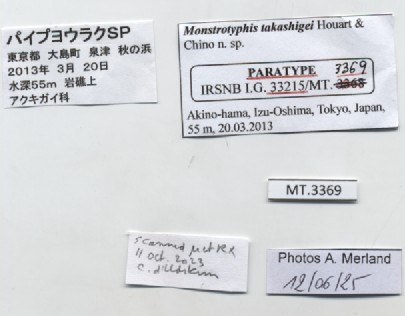 パイプヨウラクSP
東京都 大島町 泉津 秋の浜
2013年 3月 20日
水深55m 岩礁上
アクキガイ科
Monstrotyphis takashigei Houart &
Chino n. sp.
PARATYPE 3369
IRSNB I.G. 33215/MT. 3368
Akino-hama, Izu-Oshima, Tokyo, Japan,
55 m, 20.03.2013
MT.3369
scanned
11 oct. 2023
Photos A. Merland
12/06/25